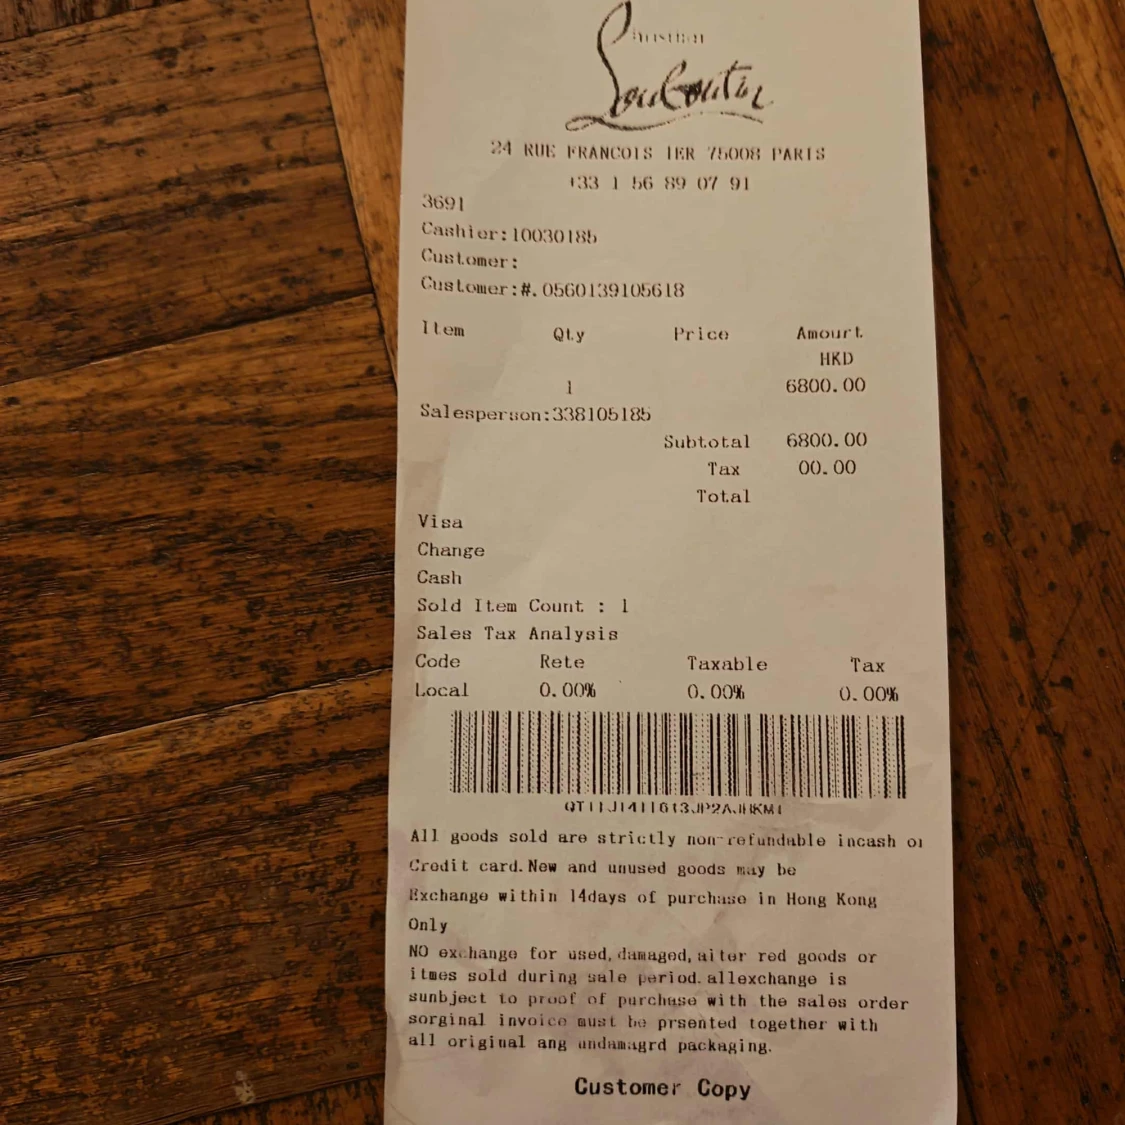 Christian
Louboutin
24 RUE FRANCOIS IER 75008 PARIS
+33 1 56 89 07 91
3691
Cashier:10030185
Customer:
Customer:#.0560139105618
Item Qty Price Amourt
HKD
1 6800.00
Salesperson:338105185
Subtotal 6800.00
Tax 00.00
Total
Visa
Change
Cash
Sold Item Count : 1
Sales Tax Analysis
Code Rete Taxable Tax
Local 0.00% 0.00% 0.00%
All goods sold are strictly non-refundable incash or
Credit card.New and unused goods may be
Exchange within 14days of purchase in Hong Kong
Only
NO exchange for used,damaged,aiter red goods or
itmes sold during sale period.allexchange is
sunbject to proof of purchase with the sales order
sorginal invoice must be prsented together with
all original ang undamagrd packaging.
Customer Copy